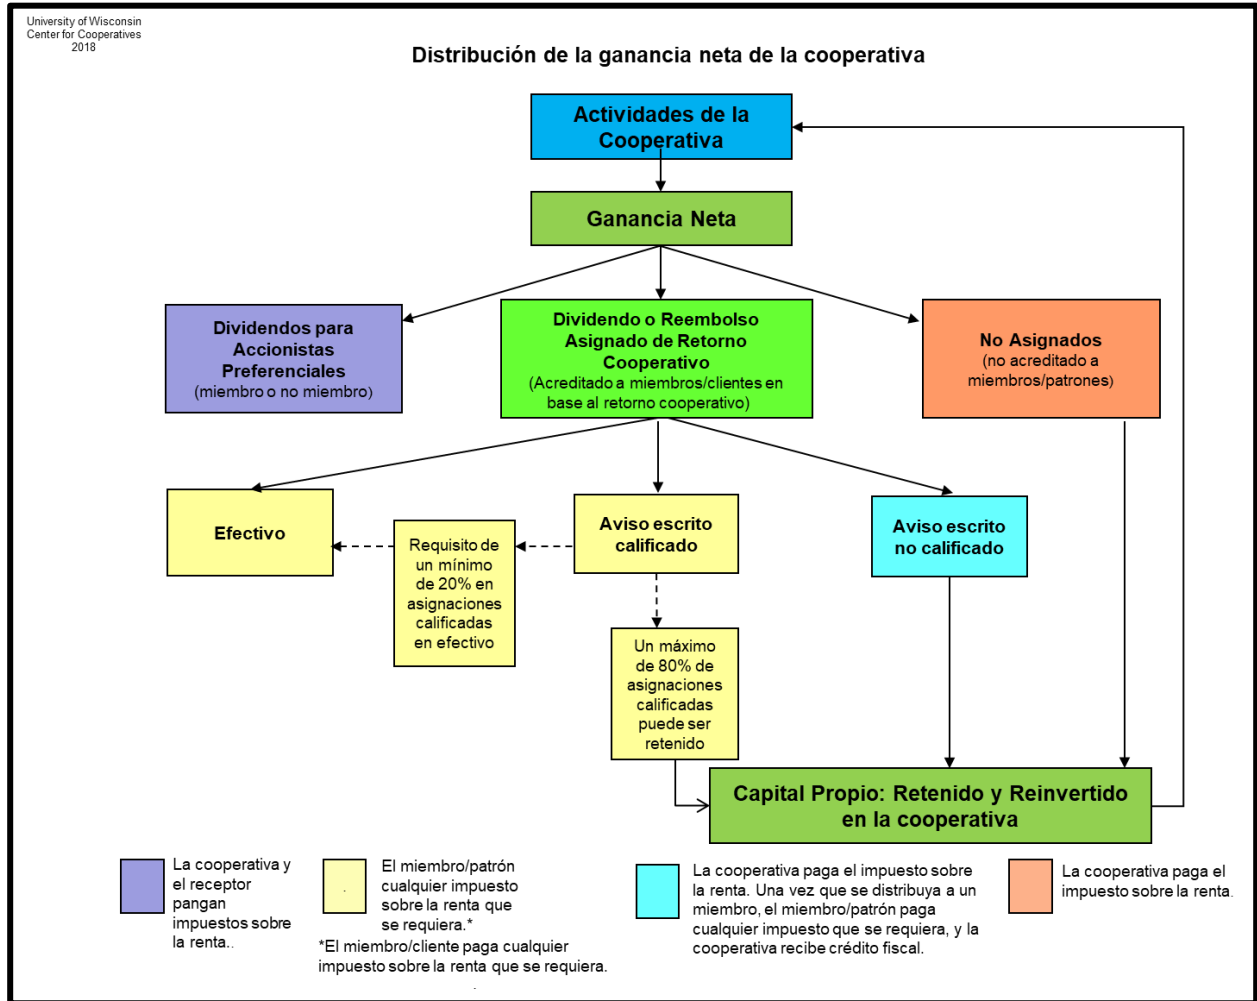 University of Wisconsin
Center for Cooperatives
2018
Distribución de la ganancia neta de la cooperativa
Actividades de la
Cooperativa
Ganancia Neta
Dividendos para
Accionistas
Preferenciales
(miembro o no miembro)
Dividendo o Reembolso
Asignado de Retorno
Cooperativo
(Acreditado a miembros/clientes en
base al retorno cooperativo)
No Asignados
(no acreditado a
miembros/patrones)
Efectivo
Requisito de
un mínimo
de 20% en
asignaciones
calificadas
en efectivo
Aviso escrito
calificado
Aviso escrito
no calificado
Un máximo
de 80% de
asignaciones
calificadas
puede ser
retenido
Capital Propio: Retenido y Reinvertido
en la cooperativa
La cooperativa y
el receptor
pangan
impuestos sobre
la renta..
.
El miembro/patrón
cualquier impuesto
sobre la renta que
se requiera.*
*El miembro/cliente paga cualquier
impuesto sobre la renta que se requiera.
.
La cooperativa paga el impuesto sobre
la renta. Una vez que se distribuya a un
miembro, el miembro/patrón paga
cualquier impuesto que se requiera, y la
cooperativa recibe crédito fiscal.
La cooperativa paga el
impuesto sobre la renta.